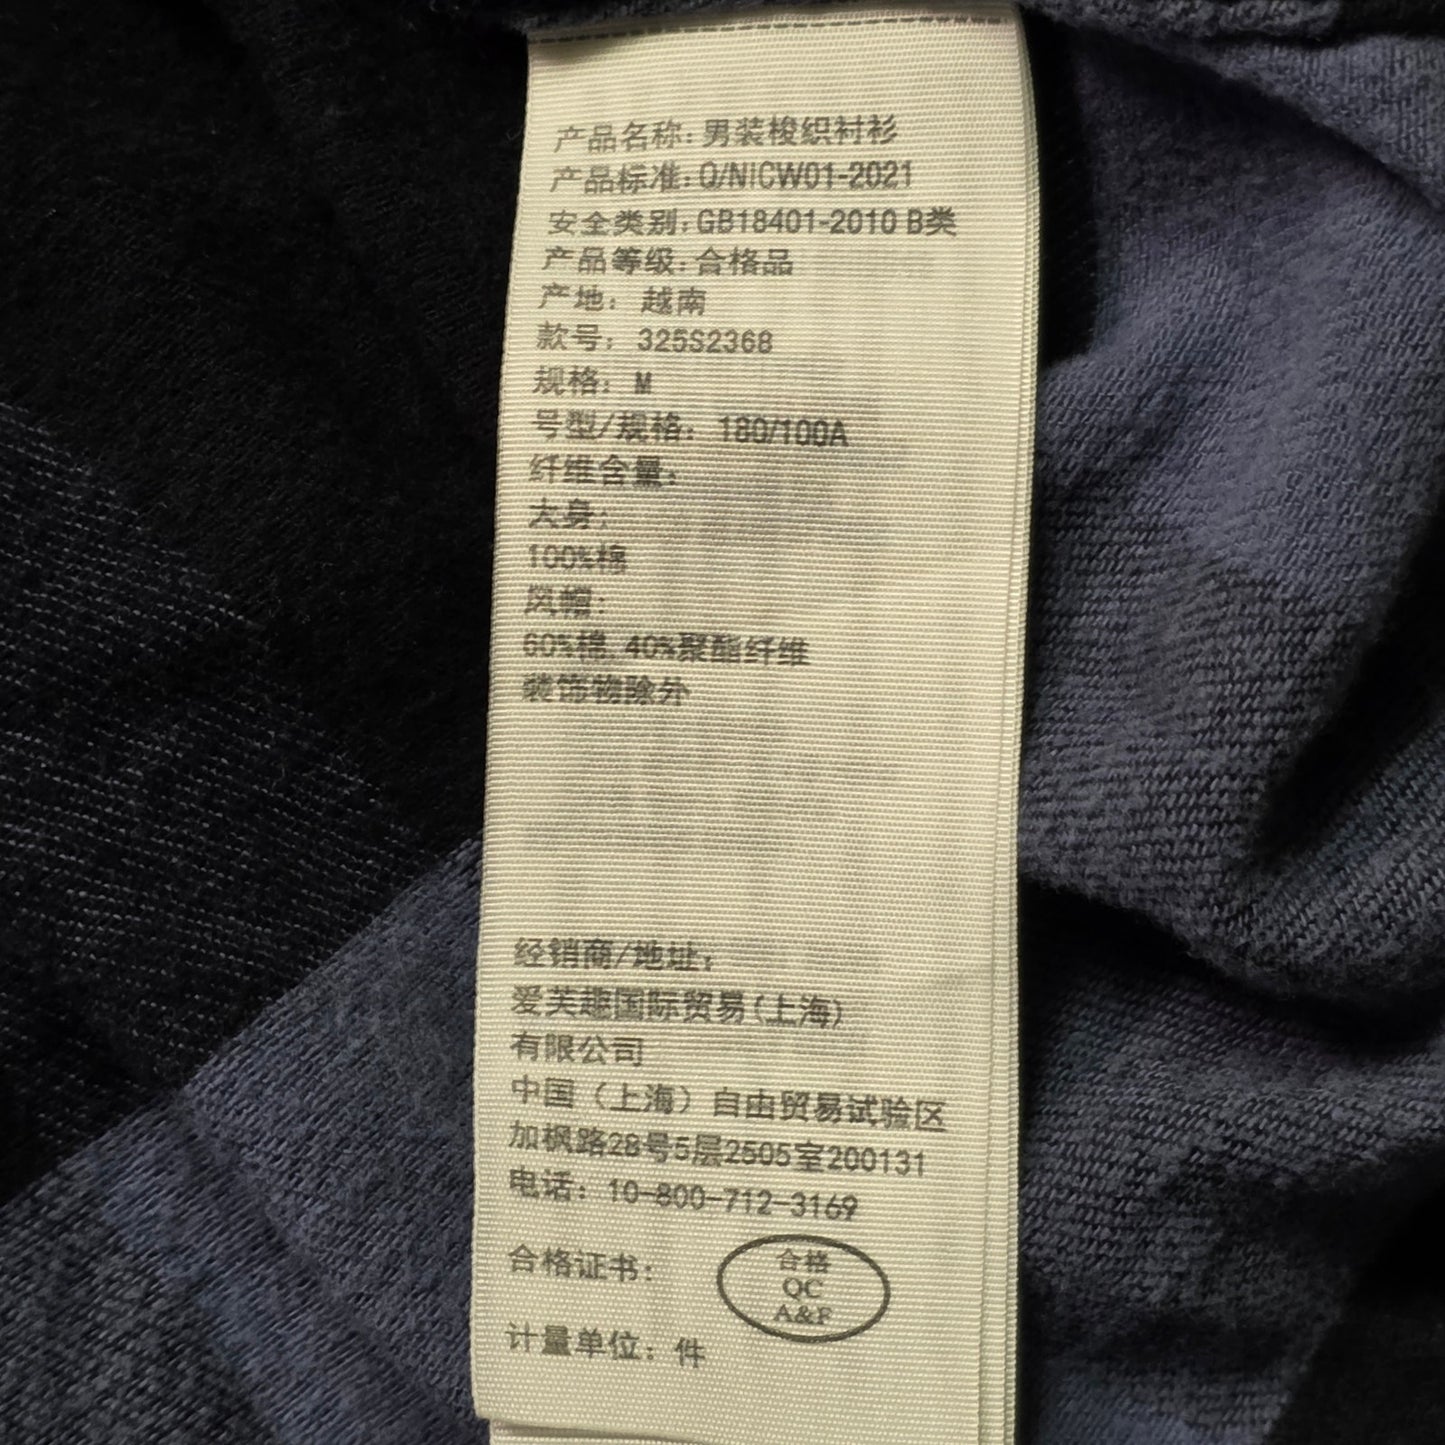 产品名称: 男装梭织衬衫
产品标准: Q/NICW01-2021
安全类别: GB18401-2010 B类
产品等级: 合格品
产地: 越南
款号: 325S2368
规格: M
号型/规格: 180/100A
纤维含量:
大身:
100%棉
风帽:
60%棉, 40%聚酯纤维
装饰物除外
经销商/地址:
爱芙趣国际贸易(上海)
有限公司
中国（上海）自由贸易试验区
加枫路28号5层2505室200131
电话: 10-800-712-3169
合格证书:
合格
QC
A&F
计量单位: 件